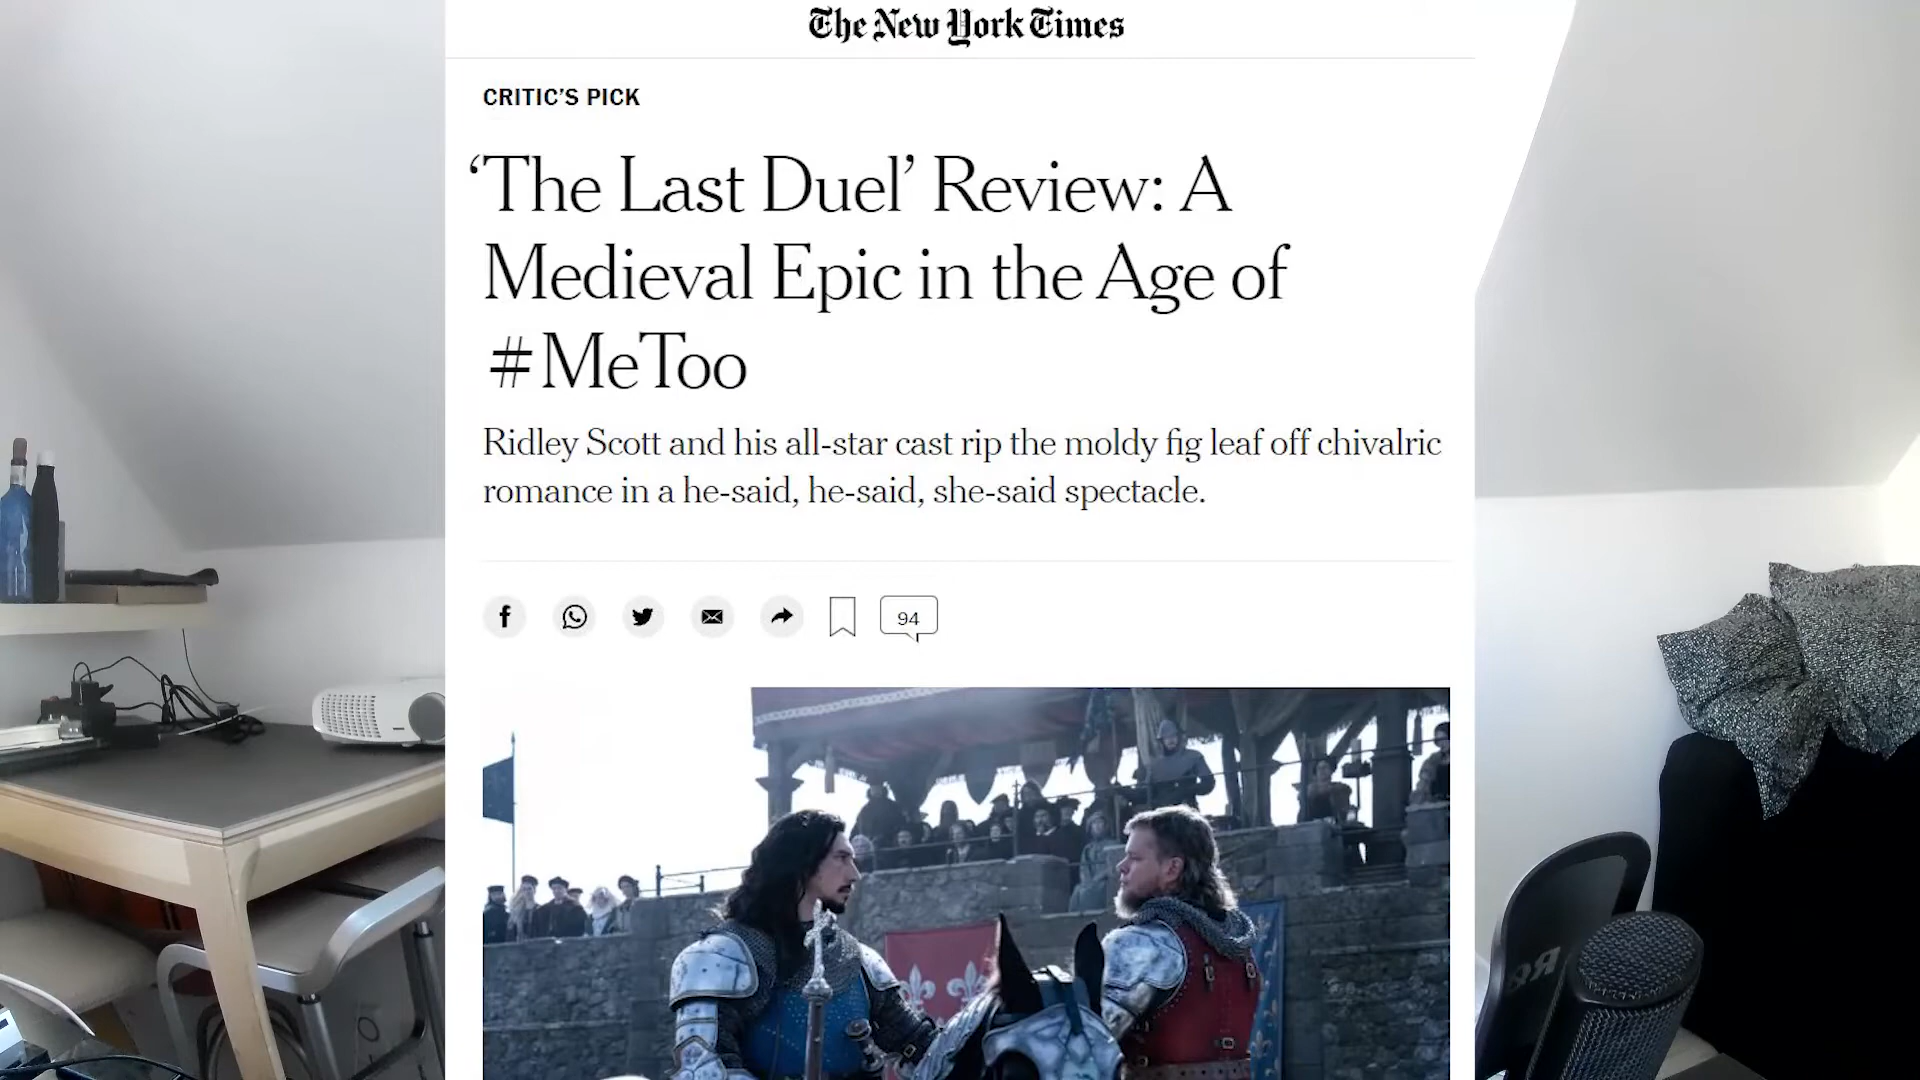 The New York Times
CRITIC'S PICK
‘The Last Duel’ Review: A
Medieval Epic in the Age of
#MeToo
Ridley Scott and his all-star cast rip the moldy fig leaf off chivalric
romance in a he-said, he-said, she-said spectacle.
94